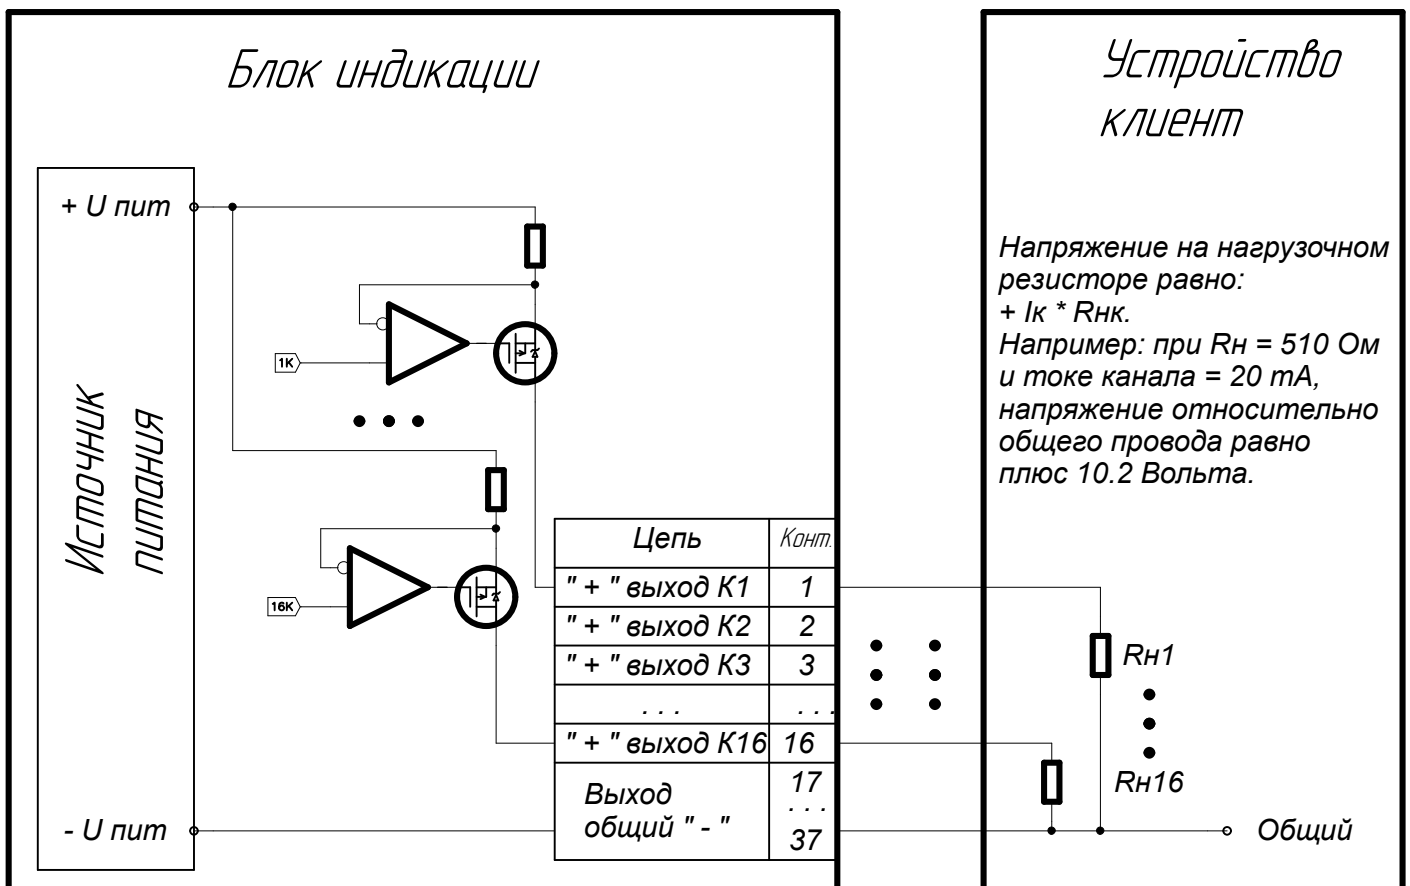 Блок индикации
Устройство
клиент
+ U пит
Источник
питания
- U пит
1K
16K
Напряжение на нагрузочном
резисторе равно:
+ Iк * Rнк.
Например: при Rн = 510 Ом
и токе канала = 20 mA,
напряжение относительно
общего провода равно
плюс 10.2 Вольта.
Цепь Конт.
" + " выход К1 1
" + " выход К2 2
" + " выход К3 3
. . . . . .
" + " выход К16 16
Выход
общий " - "
17
. . .
37
Rн1
Rн16
Общий